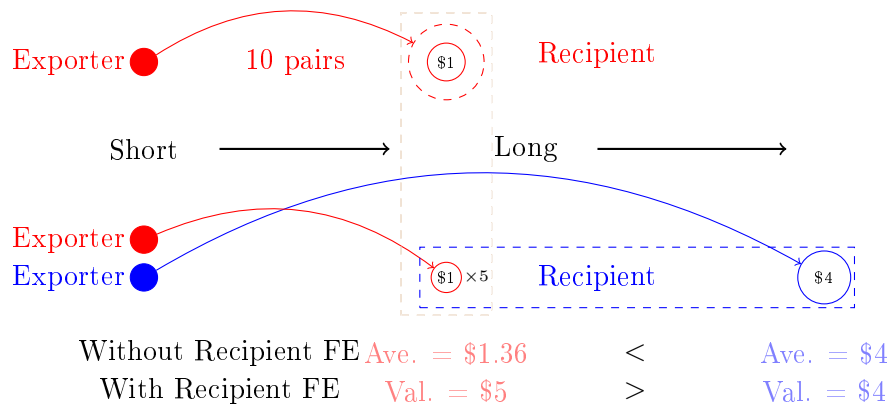 Exporter 10 pairs $1 Recipient
Short Long
Exporter
Exporter $1 ×5 Recipient $4
Without Recipient FE Ave. = $1.36 < Ave. = $4
With Recipient FE Val. = $5 > Val. = $4